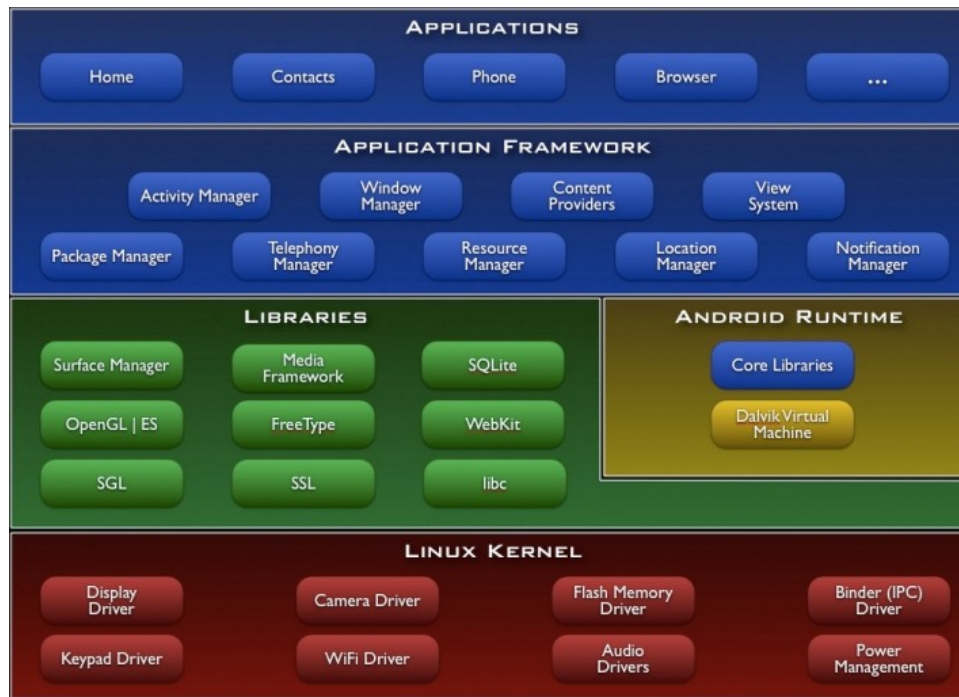 APPLICATIONS
Home
Contacts
Phone
Browser
...
APPLICATION FRAMEWORK
Activity Manager
Window
Manager
Content
Providers
View
System
Package Manager
Telephony
Manager
Resource
Manager
Location
Manager
Notification
Manager
LIBRARIES
Surface Manager
Media
Framework
SQLite
OpenGL | ES
FreeType
WebKit
SGL
SSL
libc
ANDROID RUNTIME
Core Libraries
Dalvik Virtual
Machine
LINUX KERNEL
Display
Driver
Camera Driver
Flash Memory
Driver
Binder (IPC)
Driver
Keypad Driver
WiFi Driver
Audio
Drivers
Power
Management